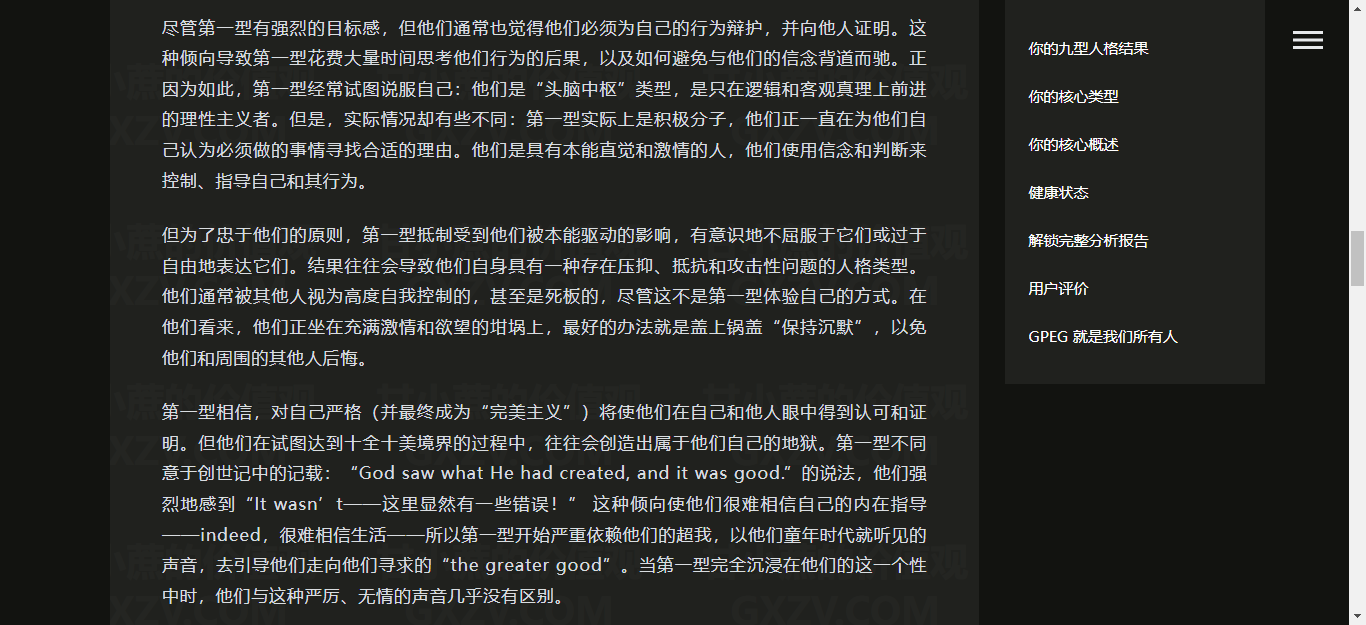 尽管第一型有强烈的目标感，但他们通常也觉得他们必须为自己的行为辩护，并向他人证明。这
种倾向导致第一型花费大量时间思考他们行为的后果，以及如何避免与他们的信念背道而驰。正
因为如此，第一型经常试图说服自己：他们是“头脑中枢”类型，是只在逻辑和客观真理上前进
的理性主义者。但是，实际情况却有些不同：第一型实际上是积极分子，他们正一直在为他们自
己认为必须做的事情寻找合适的理由。他们是具有本能直觉和激情的人，他们使用信念和判断来
控制、指导自己和其行为。
但为了忠于他们的原则，第一型抵制受到他们被本能驱动的影响，有意识地不屈服于它们或过于
自由地表达它们。结果往往会导致他们自身具有一种存在压抑、抵抗和攻击性问题的人格类型。
他们通常被其他人视为高度自我控制的，甚至是死板的，尽管这不是第一型体验自己的方式。在
他们看来，他们正坐在充满激情和欲望的坩埚上，最好的办法就是盖上锅盖“保持沉默”，以免
他们和周围的其他人后悔。
第一型相信，对自己严格（并最终成为“完美主义”）将使他们在自己和他人眼中得到认可和证
明。但他们在试图达到十全十美境界的过程中，往往会创造出属于他们自己的地狱。第一型不同
意于创世记中的记载：“God saw what He had created, and it was good.”的说法，他们强
烈地感到“It wasn’t——这里显然有一些错误！” 这种倾向使他们很难相信自己的内在指导
——indeed，很难相信生活——所以第一型开始严重依赖他们的超我，以他们童年时代就听见的
声音，去引导他们走向他们寻求的“the greater good”。当第一型完全沉浸在他们的这一个性
中时，他们与这种严厉、无情的声音几乎没有区别。
你的九型人格结果
你的核心类型
你的核心概述
健康状态
解锁完整分析报告
用户评价
GPEG 就是我们所有人
GXZV.COM